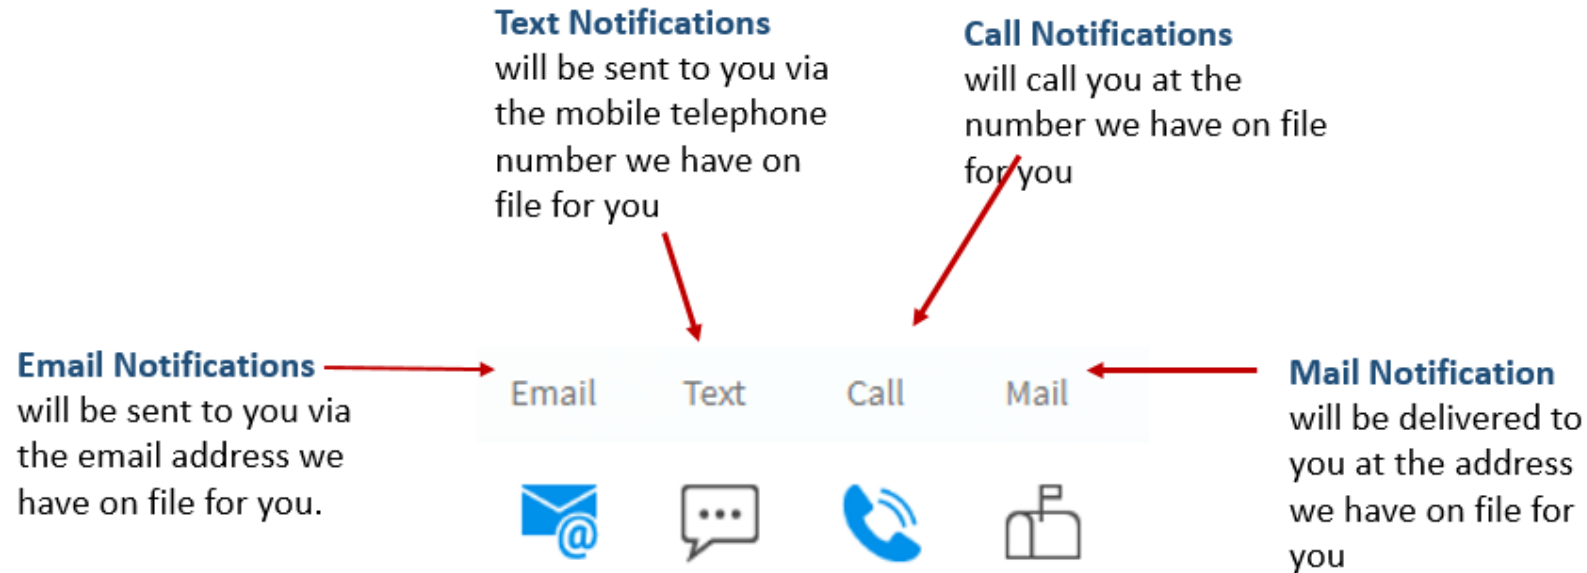 Text Notifications
will be sent to you via
the mobile telephone
number we have on
file for you
Call Notifications
will call you at the
number we have on file
for you
Email Notifications
will be sent to you via
the email address we
have on file for you.
Email Text Call Mail
Mail Notification
will be delivered to
you at the address
we have on file for
you
@